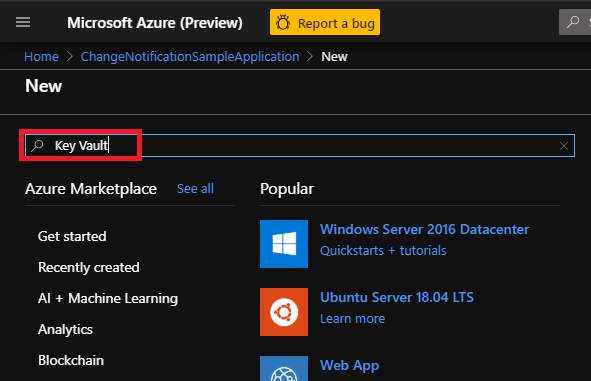 Microsoft Azure (Preview)
Report a bug
Home > ChangeNotificationSampleApplication > New
New
Key Vault
Azure Marketplace See all
Get started
Recently created
AI + Machine Learning
Analytics
Blockchain
Popular
Windows Server 2016 Datacenter
Quickstarts + tutorials
Ubuntu Server 18.04 LTS
Learn more
Web App